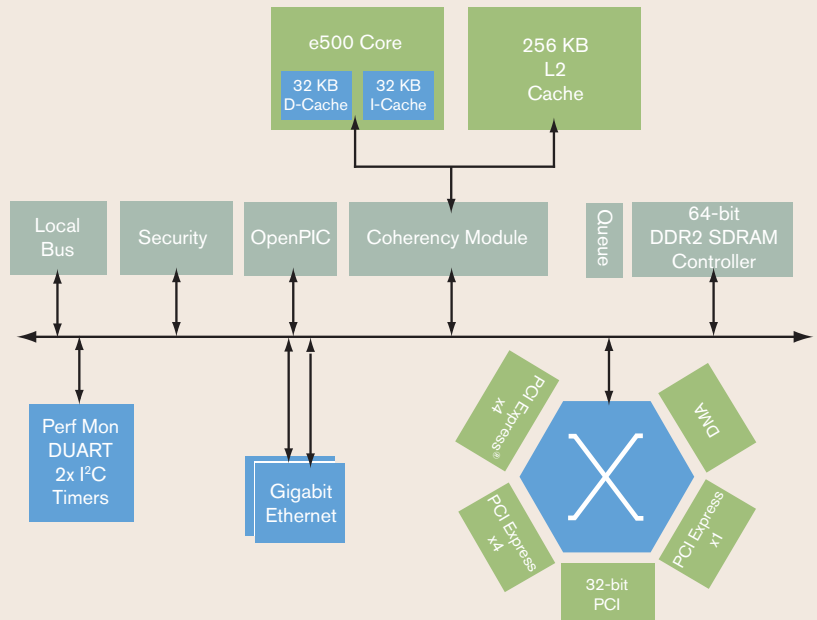 e500 Core
32 KB
D-Cache
32 KB
I-Cache
256 KB
L2
Cache
Local
Bus
Security
OpenPIC
Coherency Module
Queue
64-bit
DDR2 SDRAM
Controller
Perf Mon
DUART
2x I²C
Timers
Gigabit
Ethernet
PCI Express®
x4
DMA
PCI Express
x4
PCI Express
x1
32-bit
PCI